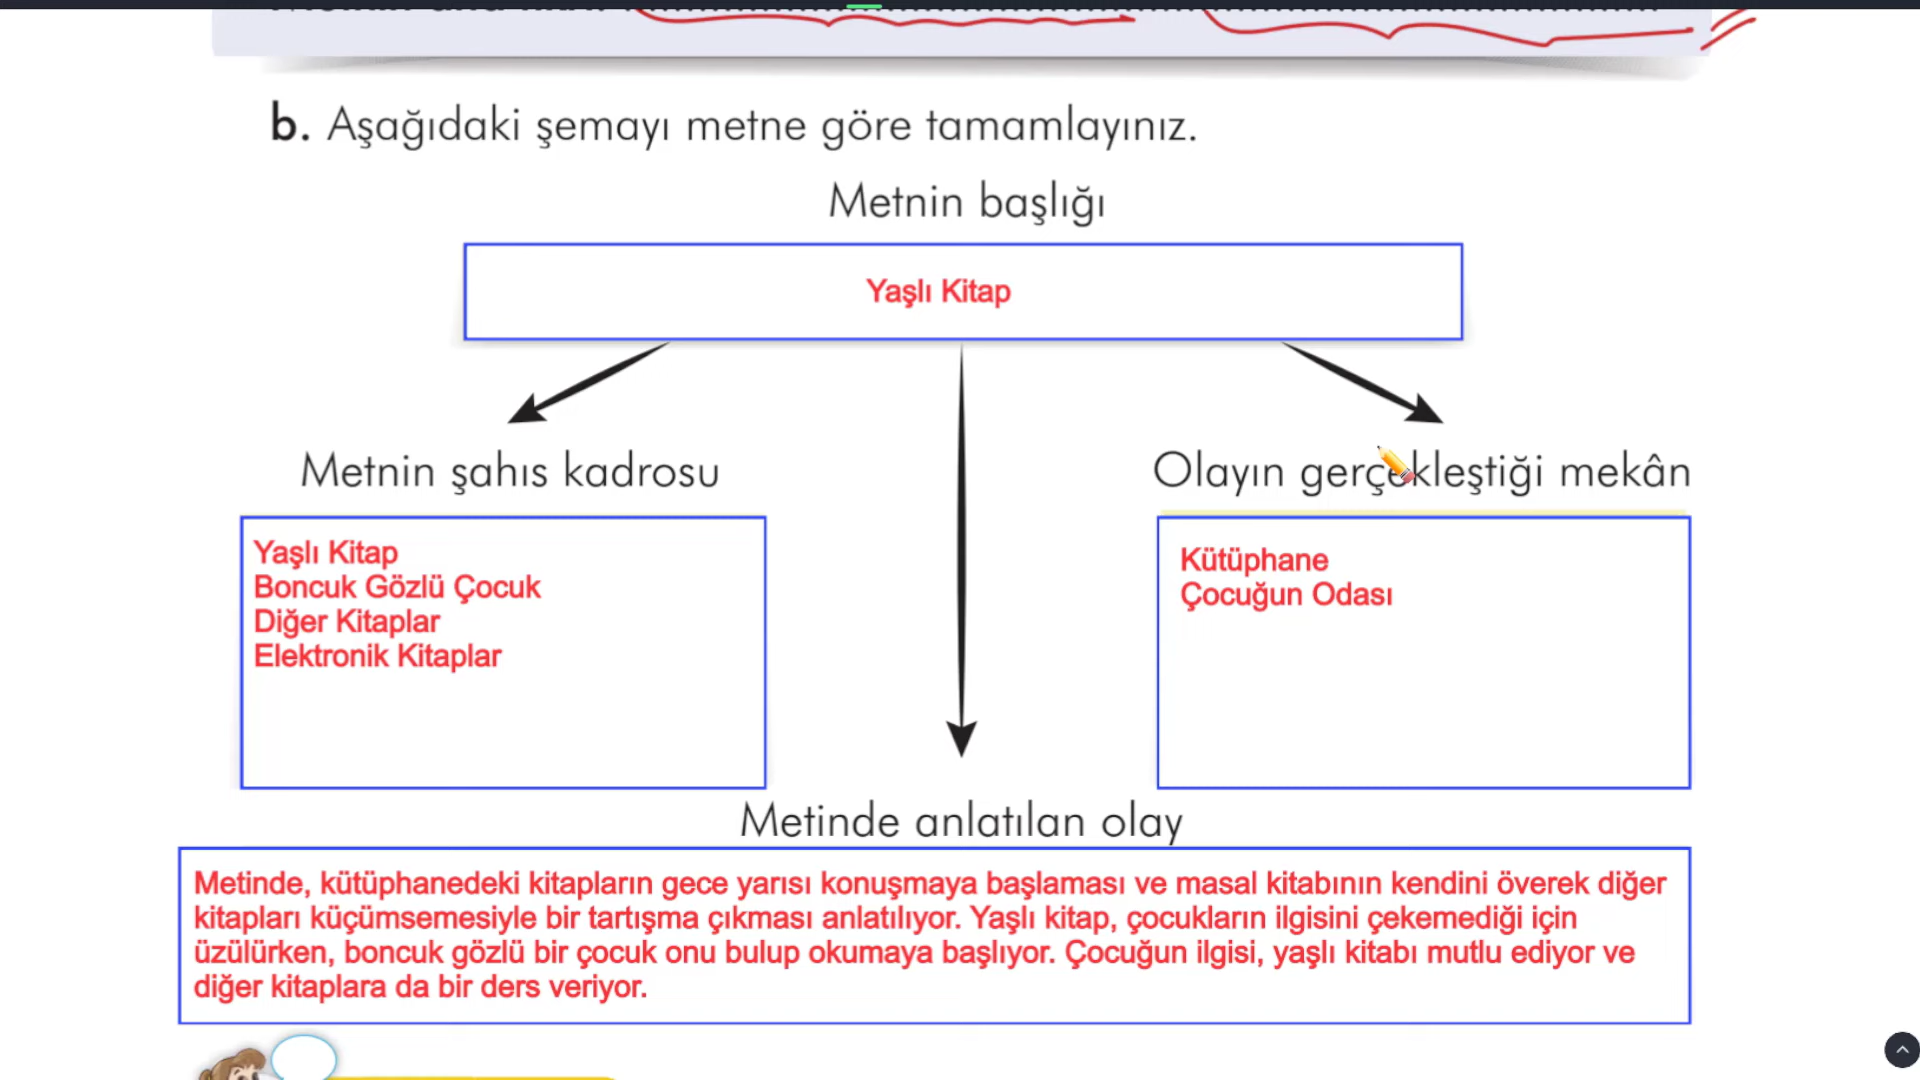 b. Aşağıdaki şemayı metne göre tamamlayınız.
Metnin başlığı
Yaşlı Kitap
Metnin şahıs kadrosu
Olayın gerçekleştiği mekân
Yaşlı Kitap
Boncuk Gözlü Çocuk
Diğer Kitaplar
Elektronik Kitaplar
Kütüphane
Çocuğun Odası
Metinde anlatılan olay
Metinde, kütüphanedeki kitapların gece yarısı konuşmaya başlaması ve masal kitabının kendini överek diğer
kitapları küçümsemesiyle bir tartışma çıkması anlatılıyor. Yaşlı kitap, çocukların ilgisini çekemediği için
üzülürken, boncuk gözlü bir çocuk onu bulup okumaya başlıyor. Çocuğun ilgisi, yaşlı kitabı mutlu ediyor ve
diğer kitaplara da bir ders veriyor.